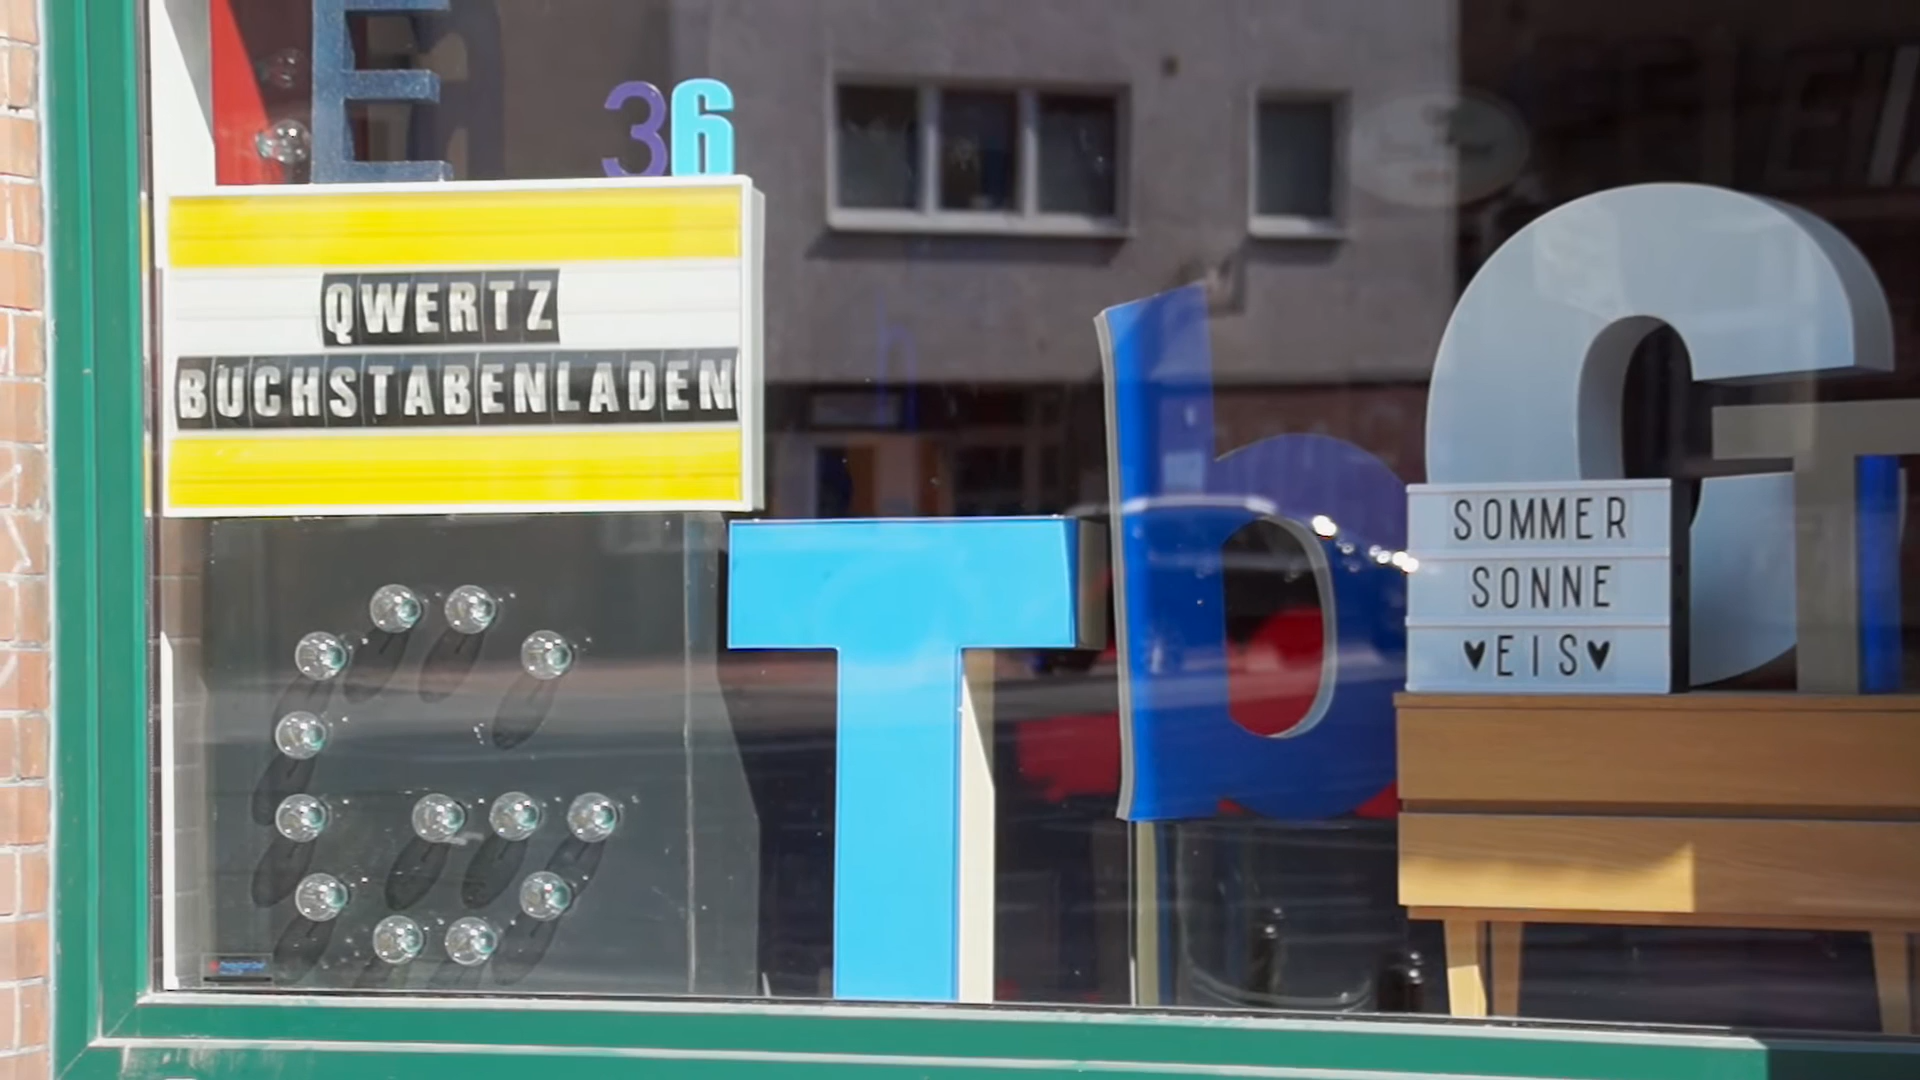 E
36
QWERTZ
BUCHSTABENLADEN
T
b
G
T
SOMMER
SONNE
♥EIS♥
G